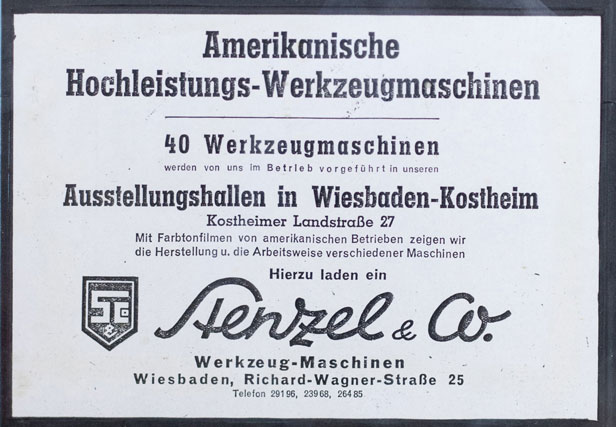 Amerikanische
Hochleistungs-Werkzeugmaschinen
40 Werkzeugmaschinen
werden von uns im Betrieb vorgeführt in unseren
Ausstellungshallen in Wiesbaden-Kostheim
Kostheimer Landstraße 27
Mit Farbtonfilmen von amerikanischen Betrieben zeigen wir
die Herstellung u. die Arbeitsweise verschiedener Maschinen
Hierzu laden ein
Stenzel & Co.
Werkzeug-Maschinen
Wiesbaden, Richard-Wagner-Straße 25
Telefon 29196, 23968, 26485